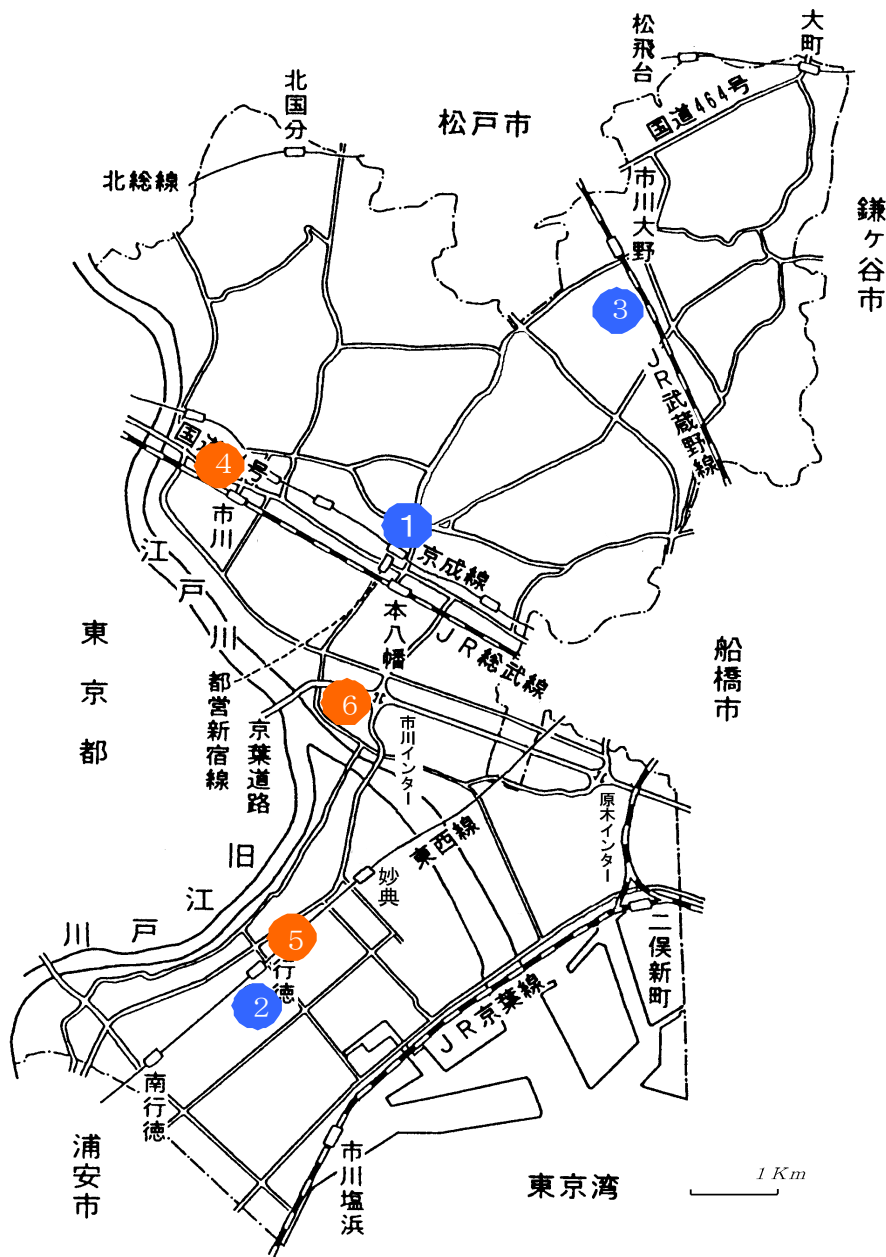 大町
松飛台
北国分
国道464号
松戸市
北総線
市川大野
鎌ヶ谷市
3
JR武蔵野線
国道
号
4
市川
1
京成線
江戸川
本八幡
JR総武線
東京都
船橋市
都営新宿線
京葉道路
6
市川インター
原木インター
東西線
妙典
旧江戸川
5
行徳
2
二俣新町
JR京葉線
南行徳
浦安市
市川塩浜
東京湾
1Km